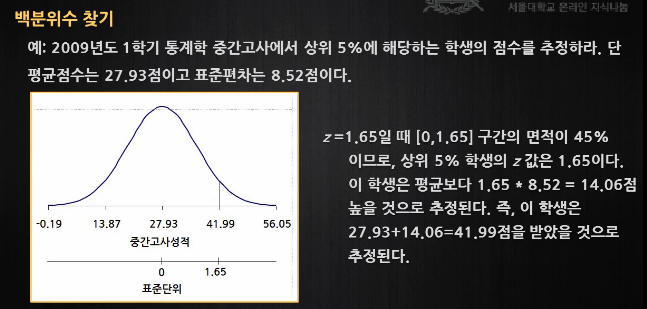 서울대학교 온라인 지식나눔
백분위수 찾기
예: 2009년도 1학기 통계학 중간고사에서 상위 5%에 해당하는 학생의 점수를 추정하라. 단
평균점수는 27.93점이고 표준편차는 8.52점이다.
z=1.65일 때 [0,1.65] 구간의 면적이 45%
이므로, 상위 5% 학생의 z 값은 1.65이다.
이 학생은 평균보다 1.65 * 8.52 = 14.06점
높을 것으로 추정된다. 즉, 이 학생은
27.93+14.06=41.99점을 받았을 것으로
추정된다.
-0.19 13.87 27.93 41.99 56.05
중간고사성적
0 1.65
표준단위